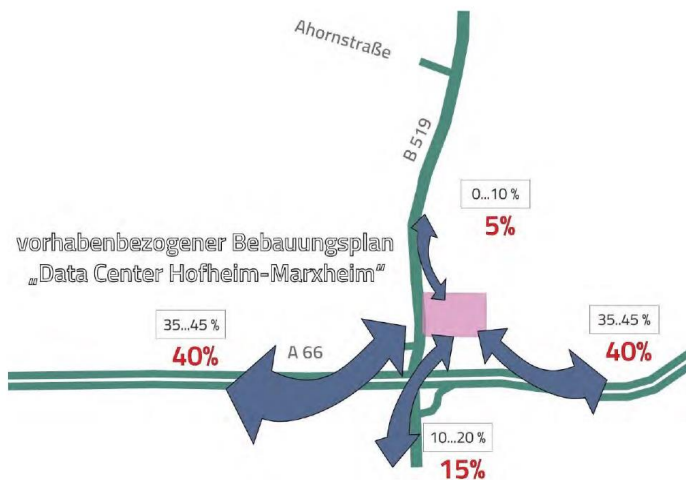 Ahornstraße
B 519
0...10 %
5%
vorhabenbezogener Bebauungsplan
„Data Center Hofheim-Marxheim“
35...45 %
40%
A 66
35...45 %
40%
10...20 %
15%